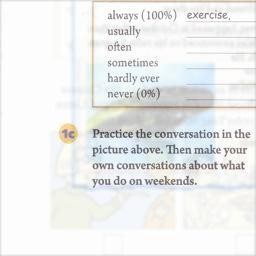 always (100%) exercise,
usually
often
sometimes
hardly ever
never (0%)
1c Practice the conversation in the
picture above. Then make your
own conversations about what
you do on weekends.